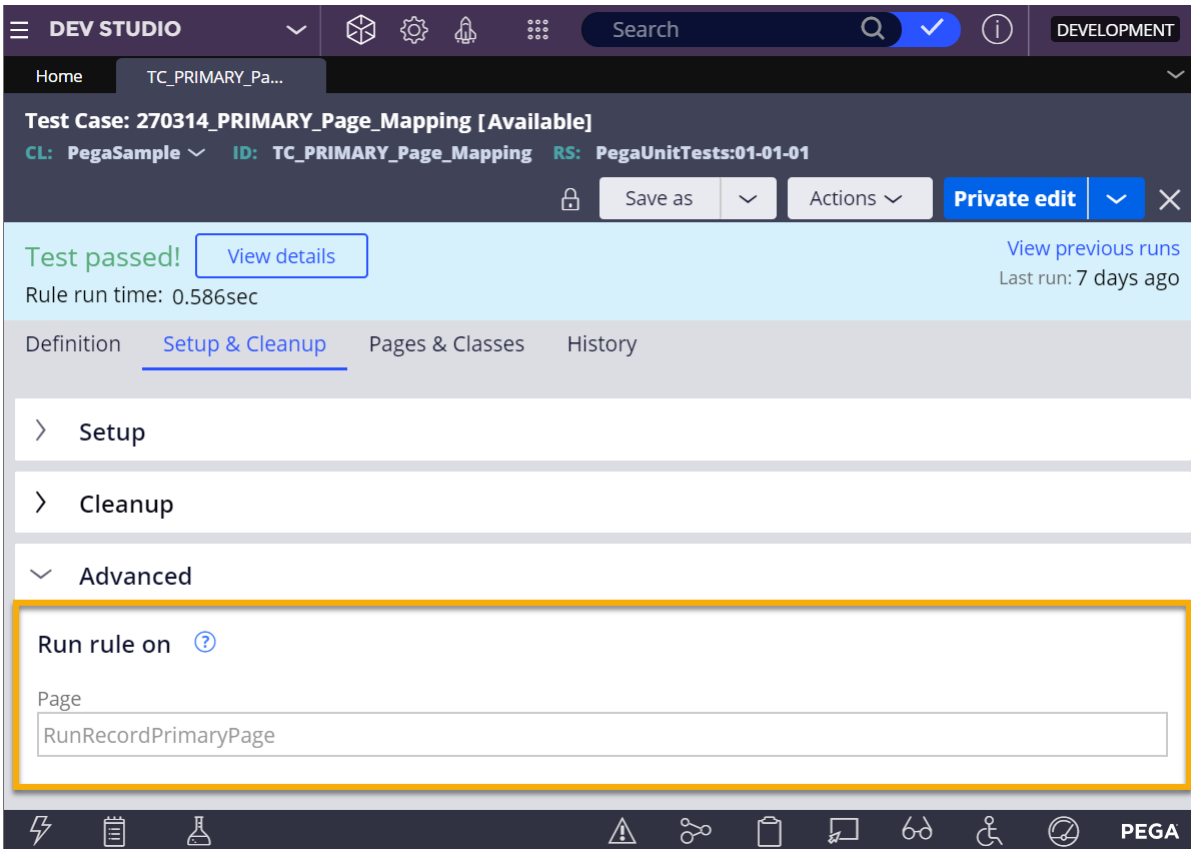 DEV STUDIO
Search
DEVELOPMENT
Home
TC_PRIMARY_Pa...
Test Case: 270314_PRIMARY_Page_Mapping [Available]
CL: PegaSample ID: TC_PRIMARY_Page_Mapping RS: PegaUnitTests:01-01-01
Save as
Actions
Private edit
Test passed!
View details
View previous runs
Rule run time: 0.586sec
Last run: 7 days ago
Definition
Setup & Cleanup
Pages & Classes
History
Setup
Cleanup
Advanced
Run rule on ?
Page
RunRecordPrimaryPage
PEGA